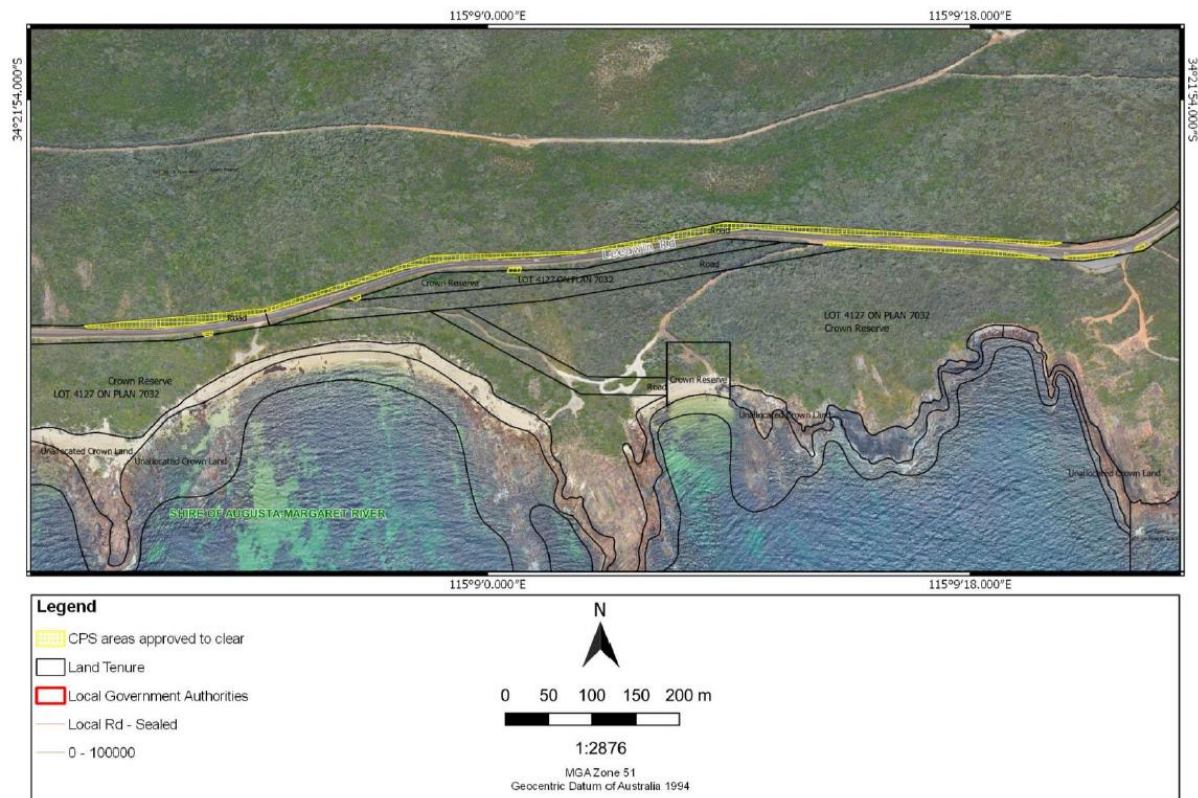 115°9'0.000"E
115°9'18.000"E
34°21'54.000"S
34°21'54.000"S
Road
Road
Crown Reserve
LOT 4127 ON PLAN 7032
Road
LOT 4127 ON PLAN 7032
Crown Reserve
Crown Reserve
LOT 4127 ON PLAN 7032
Road
Crown Reserve
Unallocated Crown Land
Unallocated Crown Land
Unallocated Crown Land
Unallocated Crown Land
SHIRE OF AUGUSTA-MARGARET RIVER
115°9'0.000"E
115°9'18.000"E
Legend
CPS areas approved to clear
Land Tenure
Local Government Authorities
Local Rd - Sealed
0 - 100000
N
0 50 100 150 200 m
1:2876
MGA Zone 51
Geocentric Datum of Australia 1994